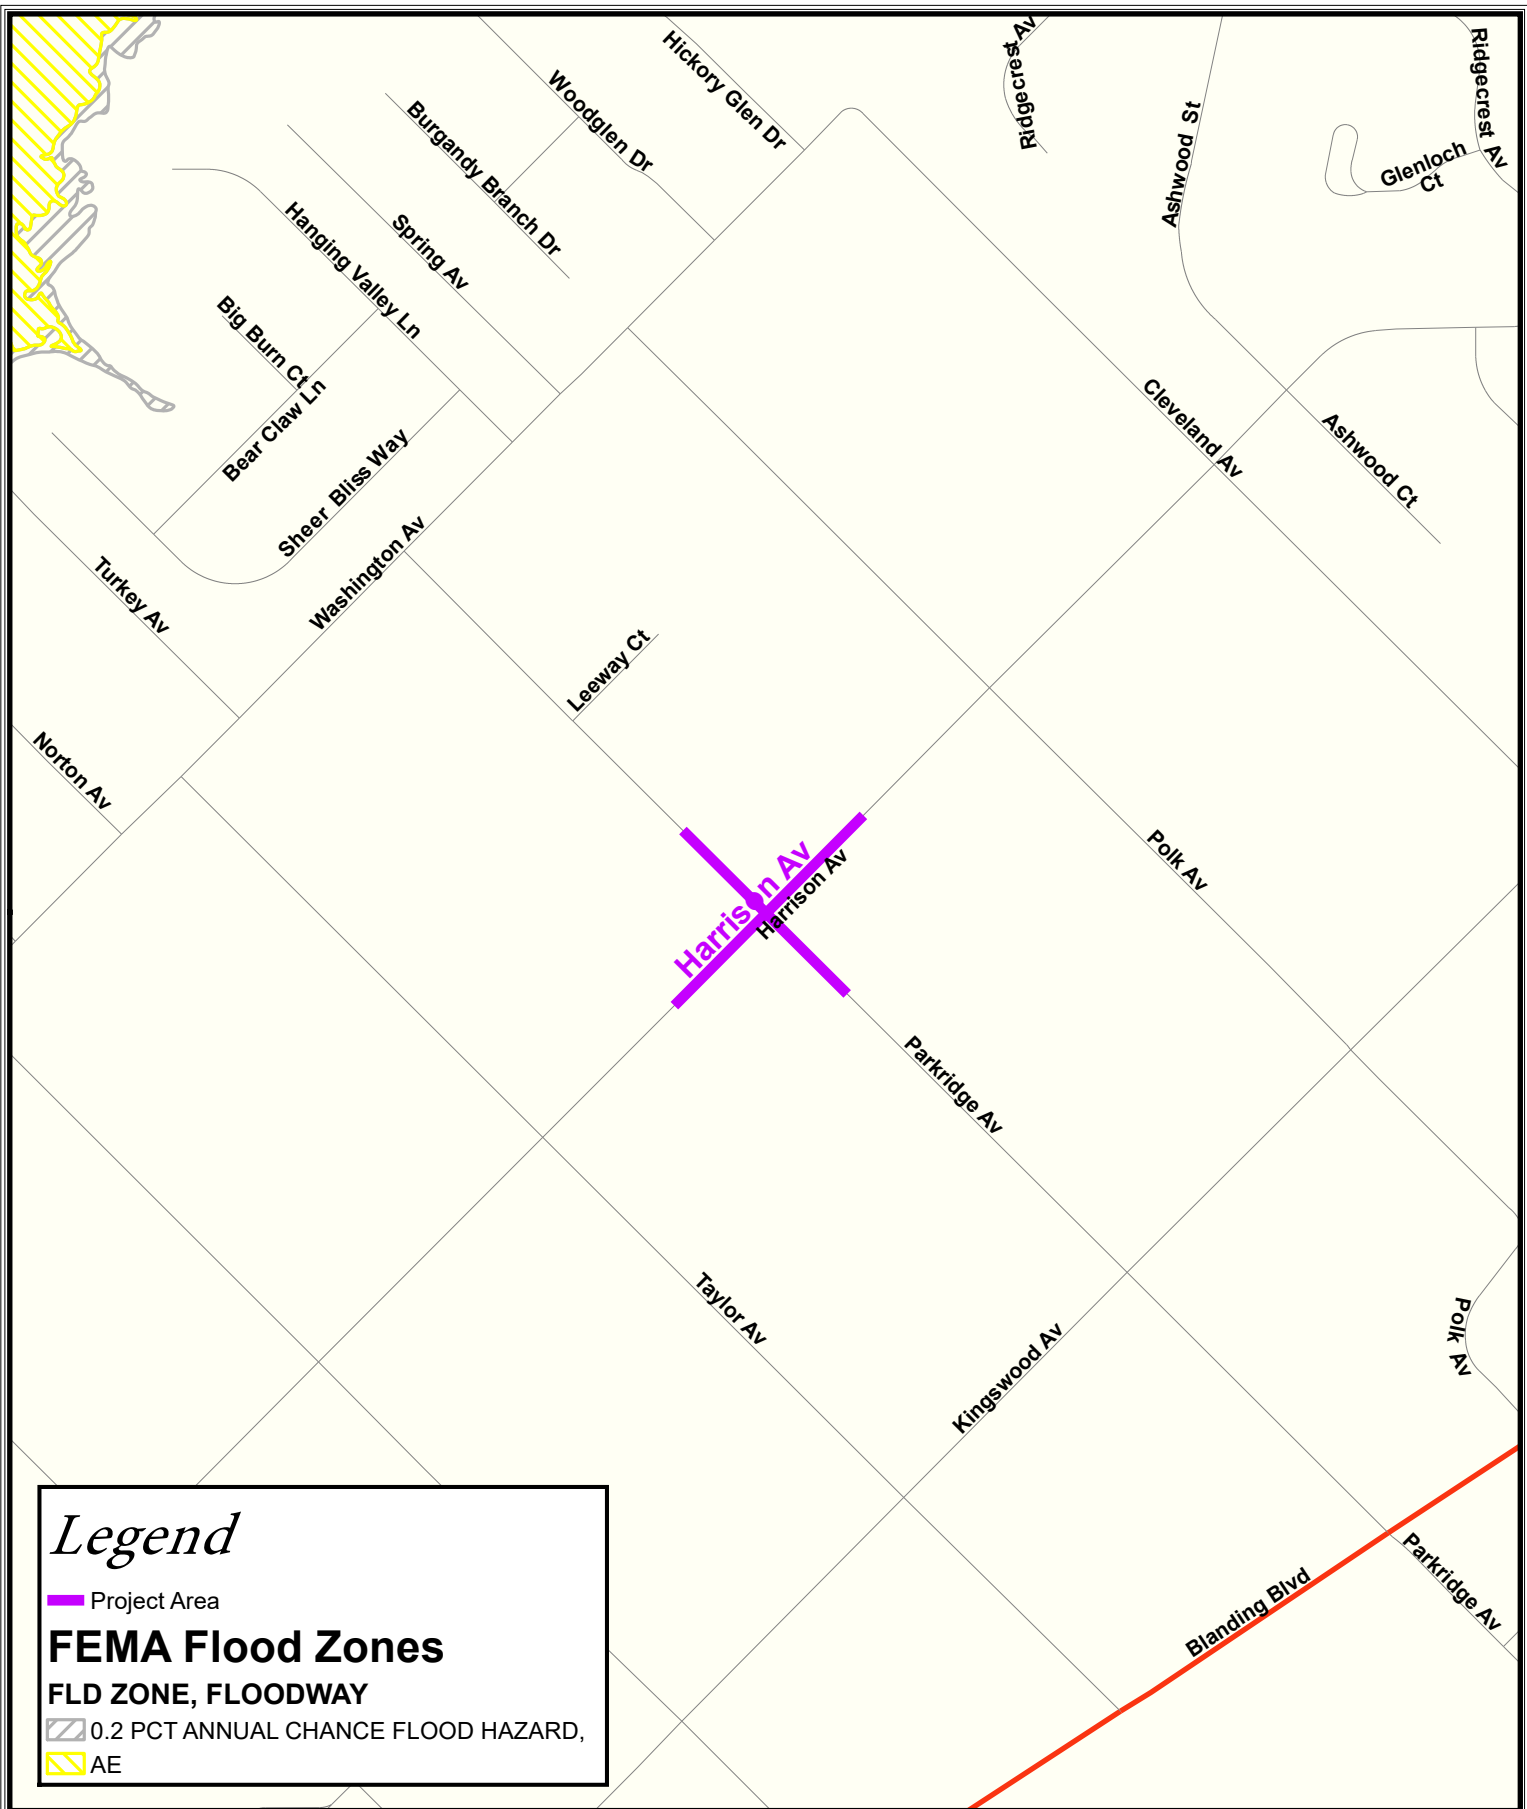 Hickory Glen Dr
Ridgecrest Av
Ridgecrest Av
Woodglen Dr
Burgandy Branch Dr
Ashwood St
Glenloch
Ct
Hanging Valley Ln
Spring Av
Big Burn Ct
Bear Claw Ln
Cleveland Av
Ashwood Ct
Sheer Bliss Way
Washington Av
Turkey Av
Leeway Ct
Norton Av
Harrison Av
Harrison Av
Polk Av
Parkridge Av
Taylor Av
Polk Av
Kingswood Av
Parkridge Av
Blanding Blvd
Legend
Project Area
FEMA Flood Zones
FLD ZONE, FLOODWAY
0.2 PCT ANNUAL CHANCE FLOOD HAZARD,
AE